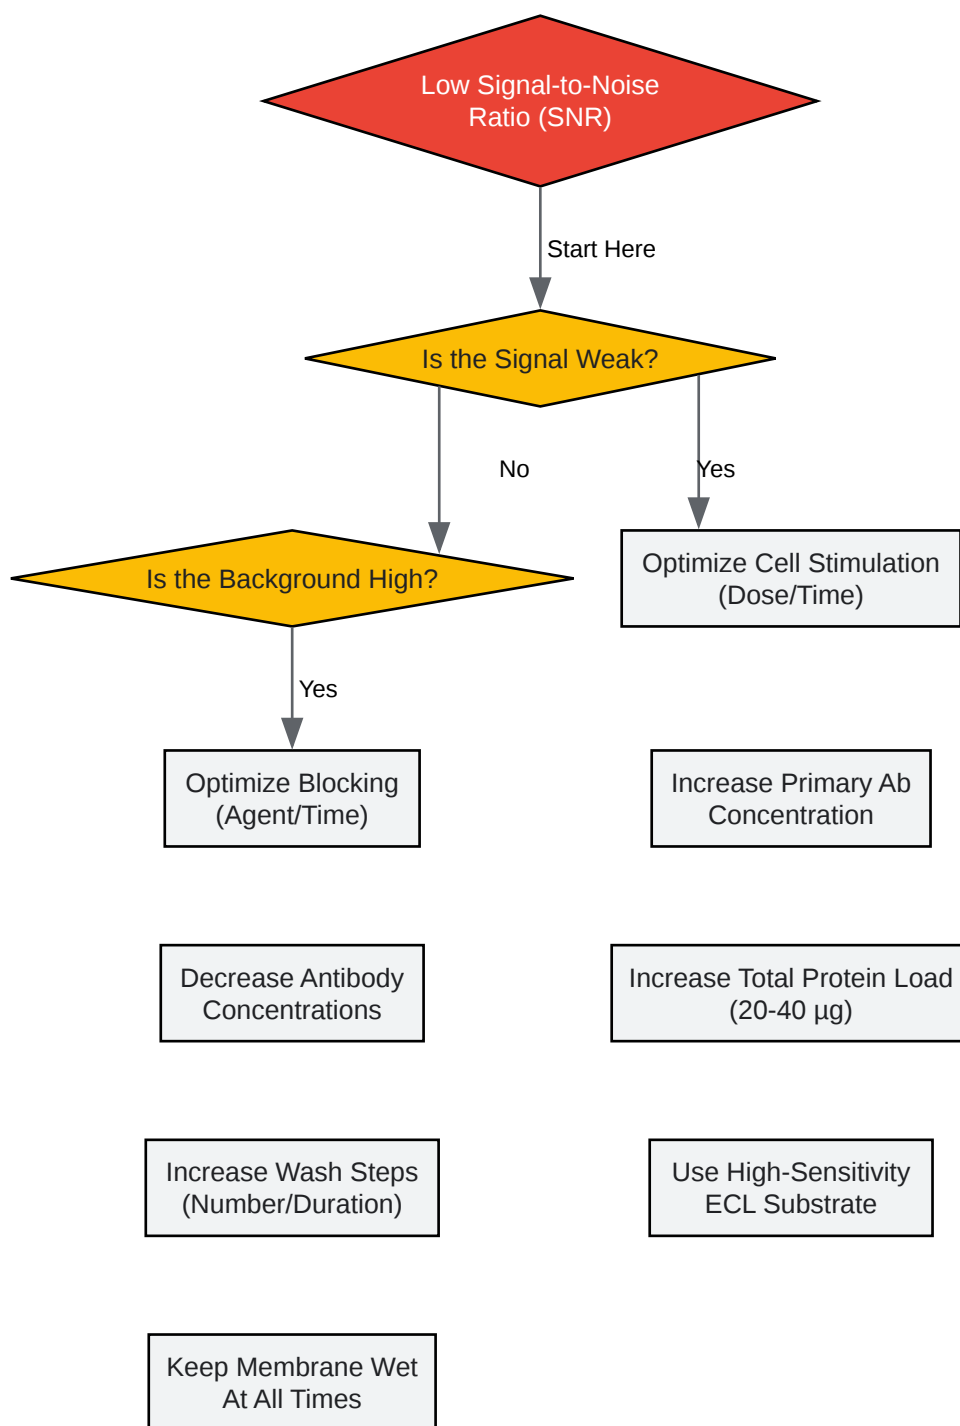 Low Signal-to-Noise
Ratio (SNR)
Start Here
Is the Signal Weak?
No
Yes
Is the Background High?
Optimize Cell Stimulation
(Dose/Time)
Yes
Optimize Blocking
(Agent/Time)
Increase Primary Ab
Concentration
Decrease Antibody
Concentrations
Increase Total Protein Load
(20-40 µg)
Increase Wash Steps
(Number/Duration)
Use High-Sensitivity
ECL Substrate
Keep Membrane Wet
At All Times